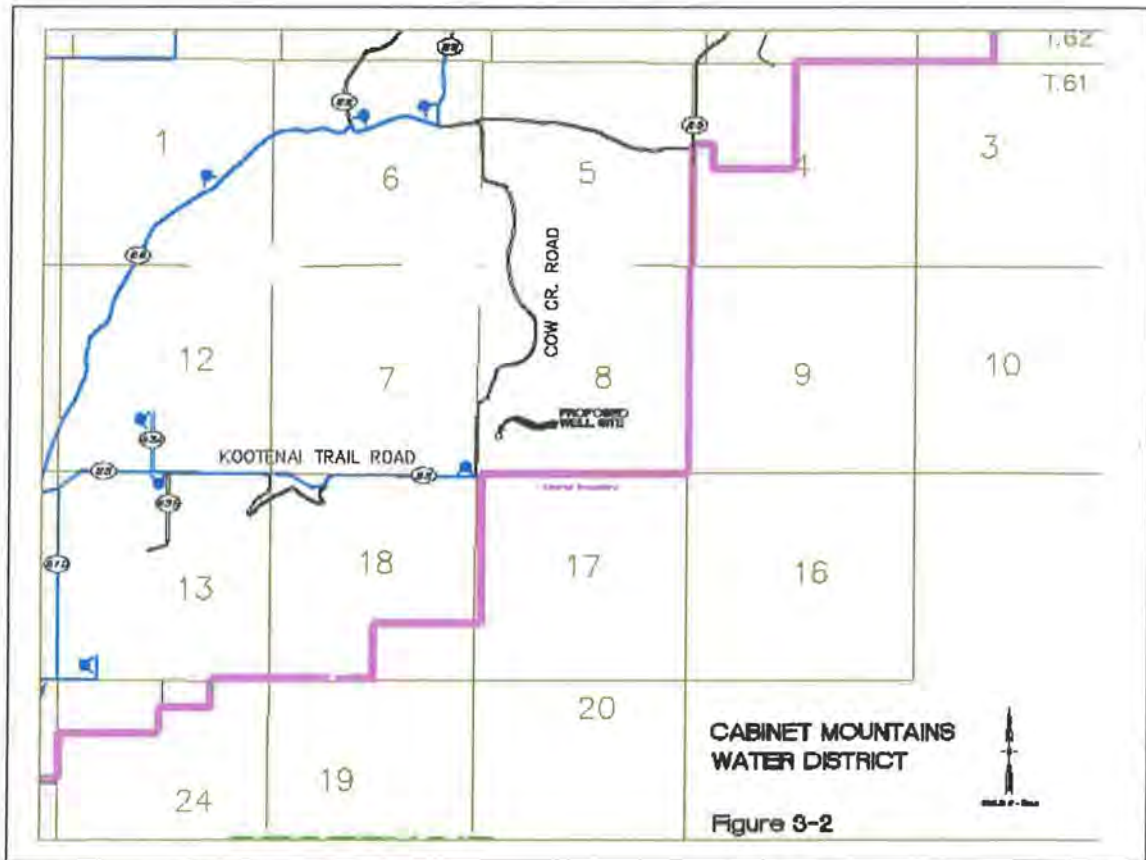 T.62
T.61
1
6
5
4
3
COW CR. ROAD
12
7
8
9
10
PROPOSED
WELL SITE
KOOTENAI TRAIL ROAD
13
18
17
16
20
CABINET MOUNTAINS
WATER DISTRICT
24
19
Figure 3-2